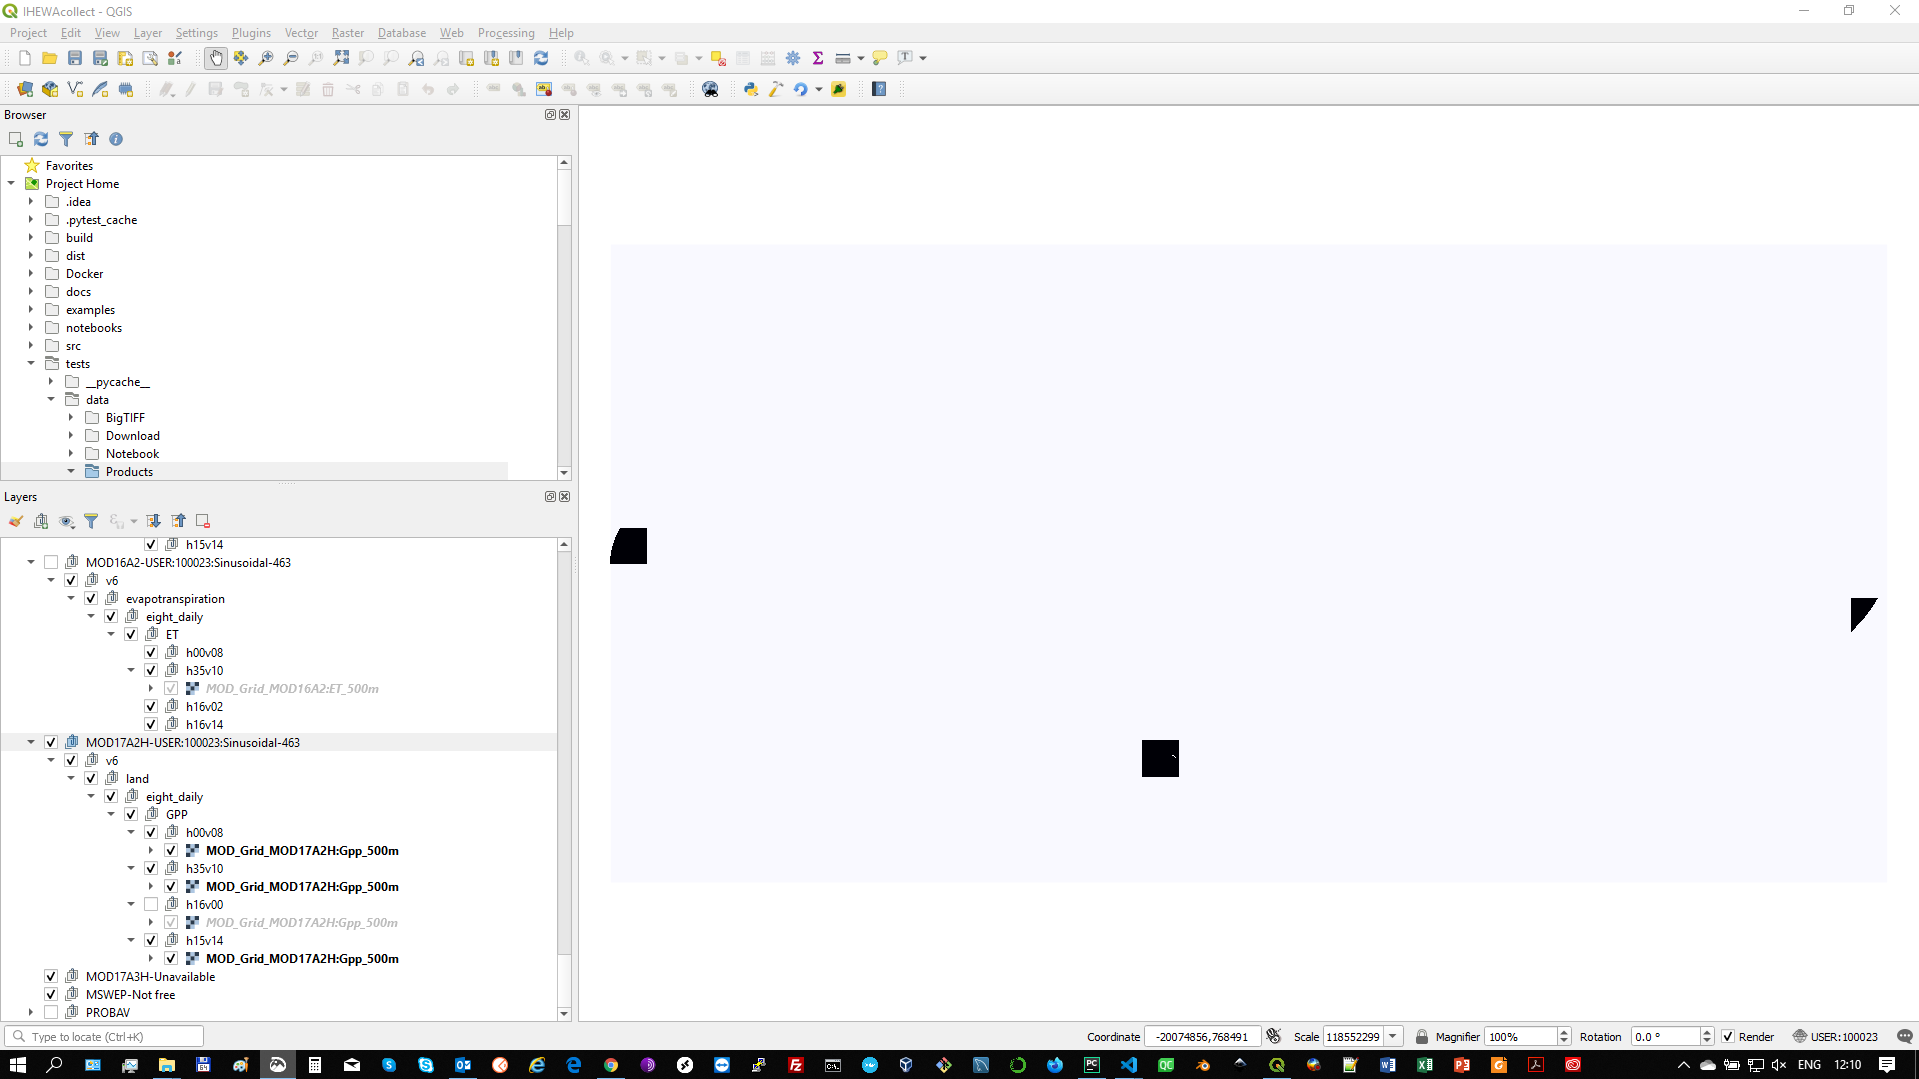 IHEWAcollect - QGIS
Project Edit View Layer Settings Plugins Vector Raster Database Web Processing Help
Browser
Favorites
Project Home
.idea
.pytest_cache
build
dist
Docker
docs
examples
notebooks
src
tests
__pycache__
data
BigTIFF
Download
Notebook
Products
Layers
h15v14
MOD16A2-USER:100023:Sinusoidal-463
v6
evapotranspiration
eight_daily
ET
h00v08
h35v10
MOD_Grid_MOD16A2:ET_500m
h16v02
h16v14
MOD17A2H-USER:100023:Sinusoidal-463
v6
land
eight_daily
GPP
h00v08
MOD_Grid_MOD17A2H:Gpp_500m
h35v10
MOD_Grid_MOD17A2H:Gpp_500m
h16v00
MOD_Grid_MOD17A2H:Gpp_500m
h15v14
MOD_Grid_MOD17A2H:Gpp_500m
MOD17A3H-Unavailable
MSWEP-Not free
PROBAV
Type to locate (Ctrl+K) Coordinate -20074856,768491 Scale 118552299 Magnifier 100% Rotation 0.0 ° Render USER:100023
ENG 12:10